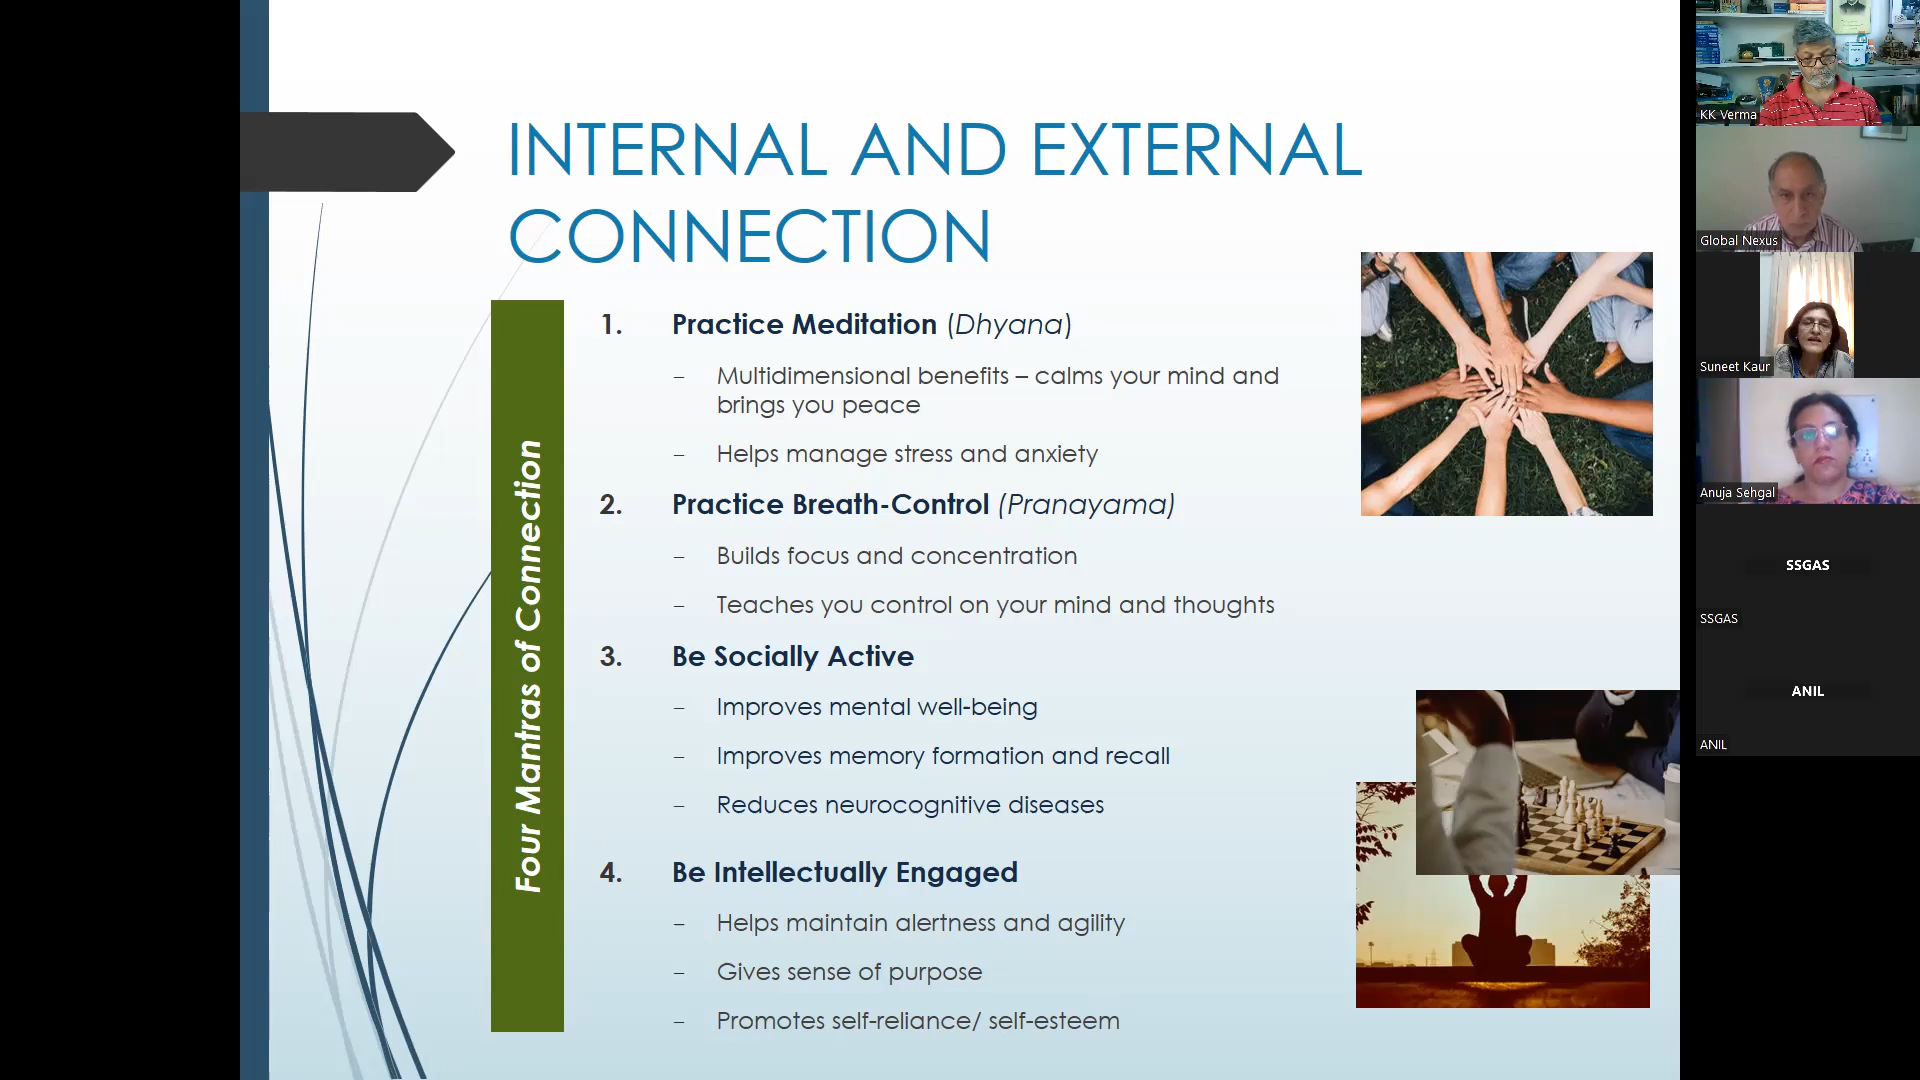 INTERNAL AND EXTERNAL
CONNECTION
Four Mantras of Connection
1. Practice Meditation (Dhyana)
– Multidimensional benefits – calms your mind and
brings you peace
– Helps manage stress and anxiety
2. Practice Breath-Control (Pranayama)
– Builds focus and concentration
– Teaches you control on your mind and thoughts
3. Be Socially Active
– Improves mental well-being
– Improves memory formation and recall
– Reduces neurocognitive diseases
4. Be Intellectually Engaged
– Helps maintain alertness and agility
– Gives sense of purpose
– Promotes self-reliance/ self-esteem
KK Verma
Global Nexus
Suneet Kaur
Anuja Sehgal
SSGAS
SSGAS
ANIL
ANIL